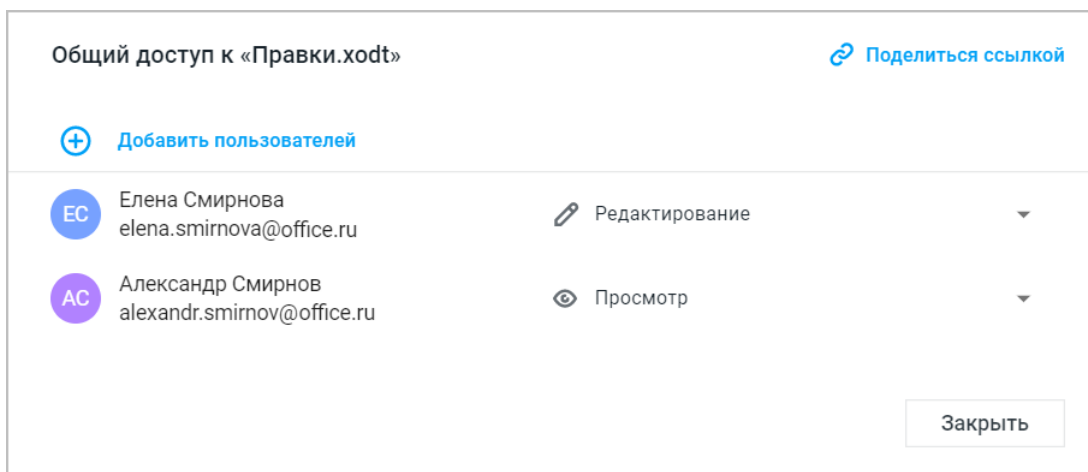 Общий доступ к «Правки.xodt»
Поделиться ссылкой
Добавить пользователей
ЕС
Елена Смирнова
elena.smirnova@office.ru
Редактирование
АС
Александр Смирнов
alexandr.smirnov@office.ru
Просмотр
Закрыть